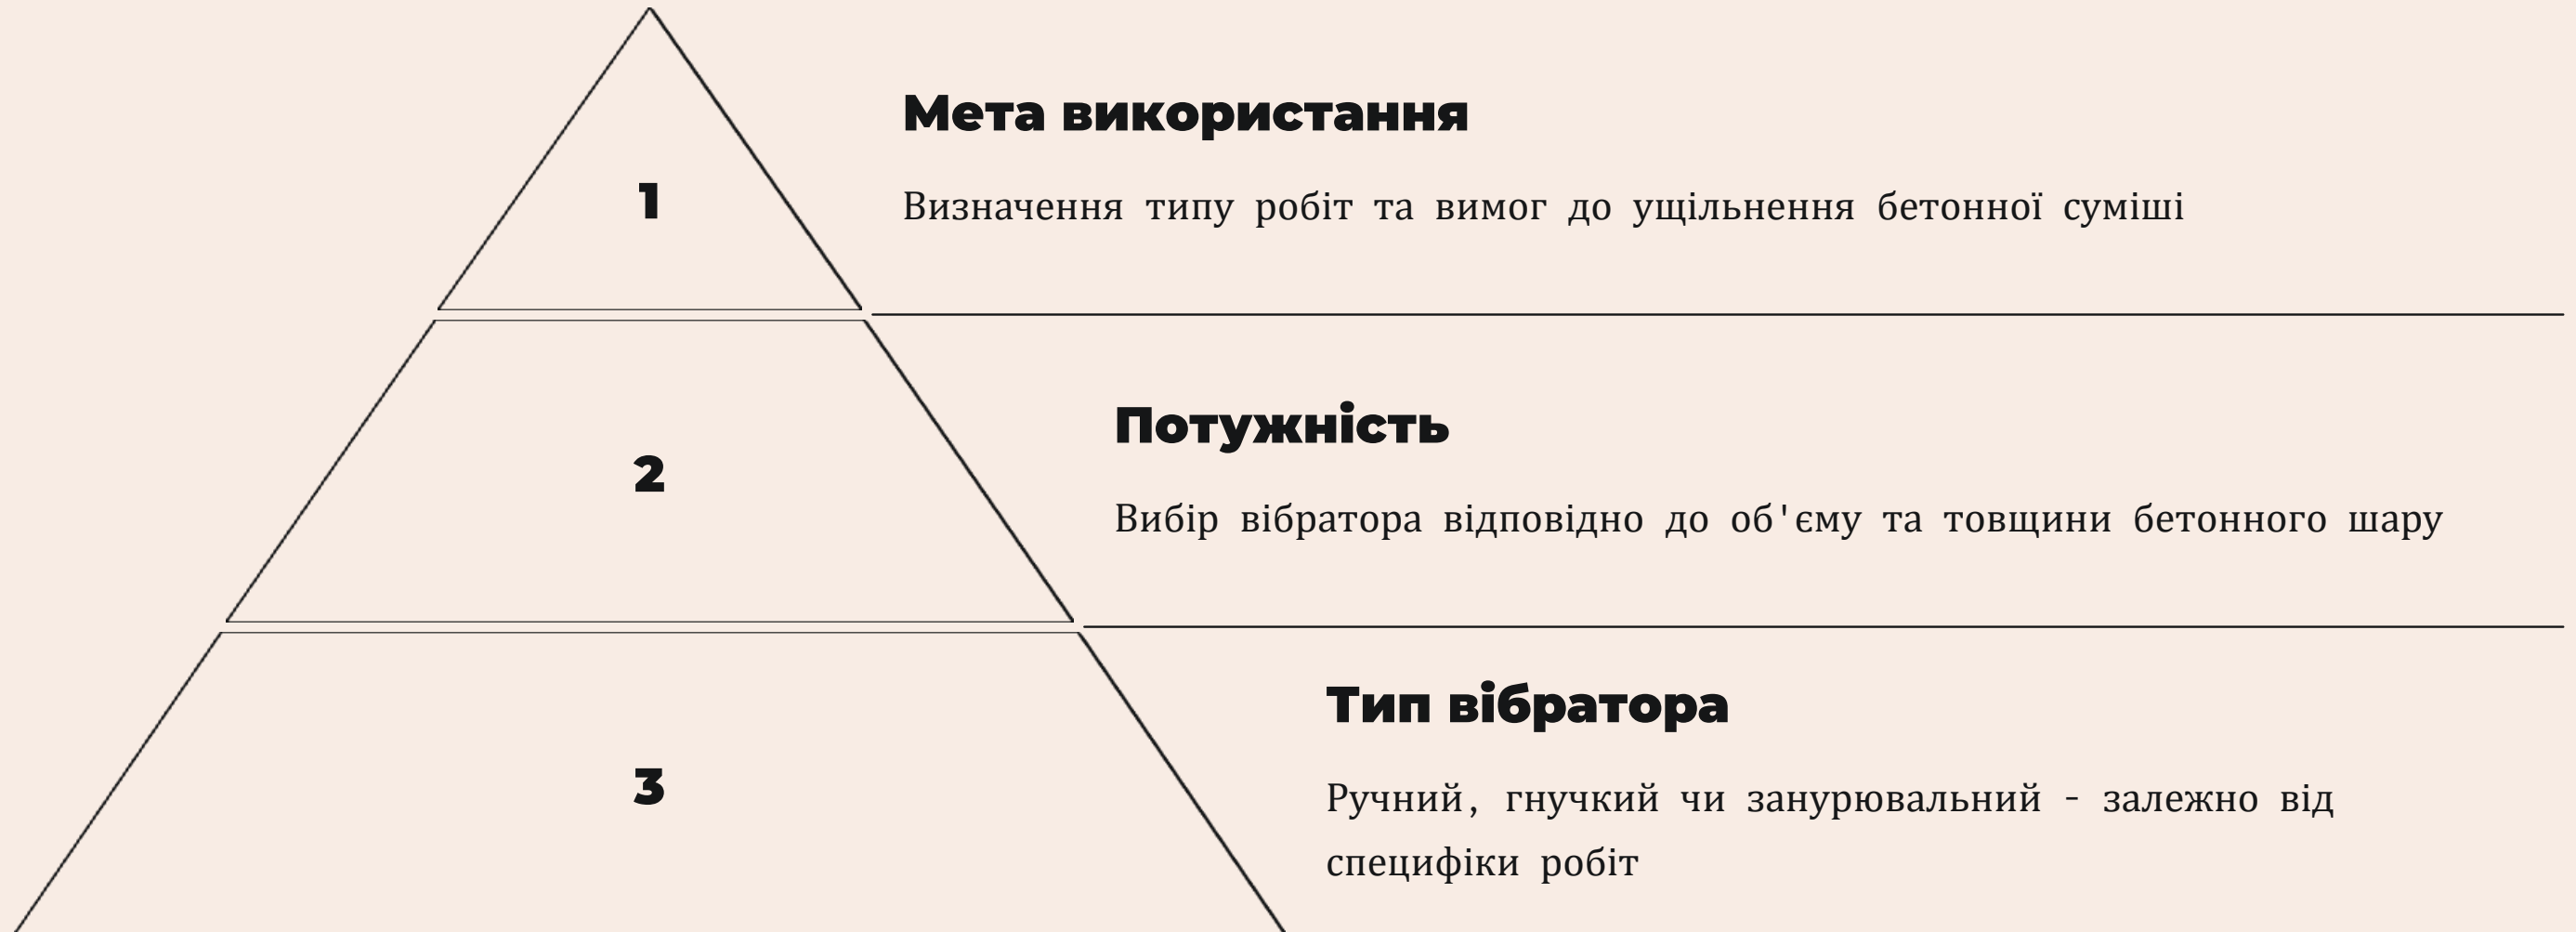 Мета використання
1
Визначення типу робіт та вимог до ущільнення бетонної суміші
Потужність
2
Вибір вібратора відповідно до об'єму та товщини бетонного шару
Тип вібратора
3
Ручний, гнучкий чи занурювальний - залежно від
специфіки робіт